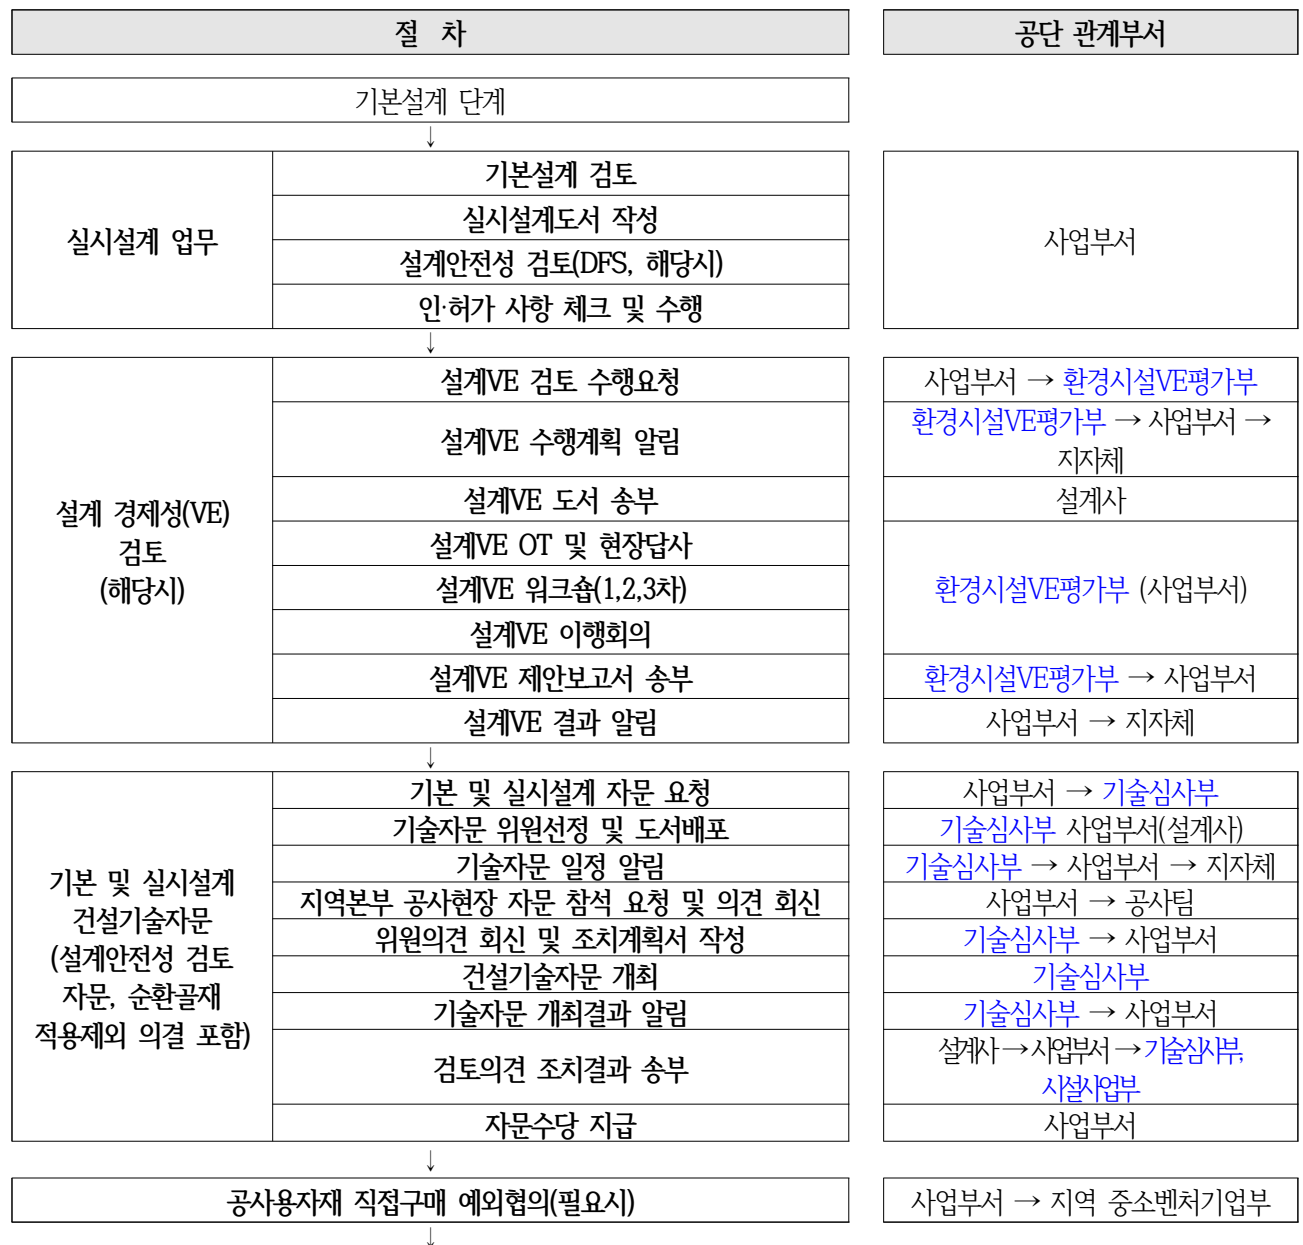 절 차
공단 관계부서
기본설계 단계
↓
실시설계 업무
기본설계 검토
실시설계도서 작성
설계안전성 검토(DFS, 해당시)
인·허가 사항 체크 및 수행
사업부서
↓
설계 경제성(VE)
검토
(해당시)
설계VE 검토 수행요청
사업부서 → 환경시설VE평가부
설계VE 수행계획 알림
환경시설VE평가부 → 사업부서 →
지자체
설계VE 도서 송부
설계사
설계VE OT 및 현장답사
설계VE 워크숍(1,2,3차)
설계VE 이행회의
환경시설VE평가부 (사업부서)
설계VE 제안보고서 송부
환경시설VE평가부 → 사업부서
설계VE 결과 알림
사업부서 → 지자체
↓
기본 및 실시설계
건설기술자문
(설계안전성 검토
자문, 순환골재
적용제외 의결 포함)
기본 및 실시설계 자문 요청
사업부서 → 기술심사부
기술자문 위원선정 및 도서배포
기술심사부 사업부서(설계사)
기술자문 일정 알림
기술심사부 → 사업부서 → 지자체
지역본부 공사현장 자문 참석 요청 및 의견 회신
사업부서 → 공사팀
위원의견 회신 및 조치계획서 작성
기술심사부 → 사업부서
건설기술자문 개최
기술심사부
기술자문 개최결과 알림
기술심사부 → 사업부서
검토의견 조치결과 송부
설계사→사업부서→기술심사부,
시설사업부
자문수당 지급
사업부서
↓
공사용자재 직접구매 예외협의(필요시)
사업부서 → 지역 중소벤처기업부
↓